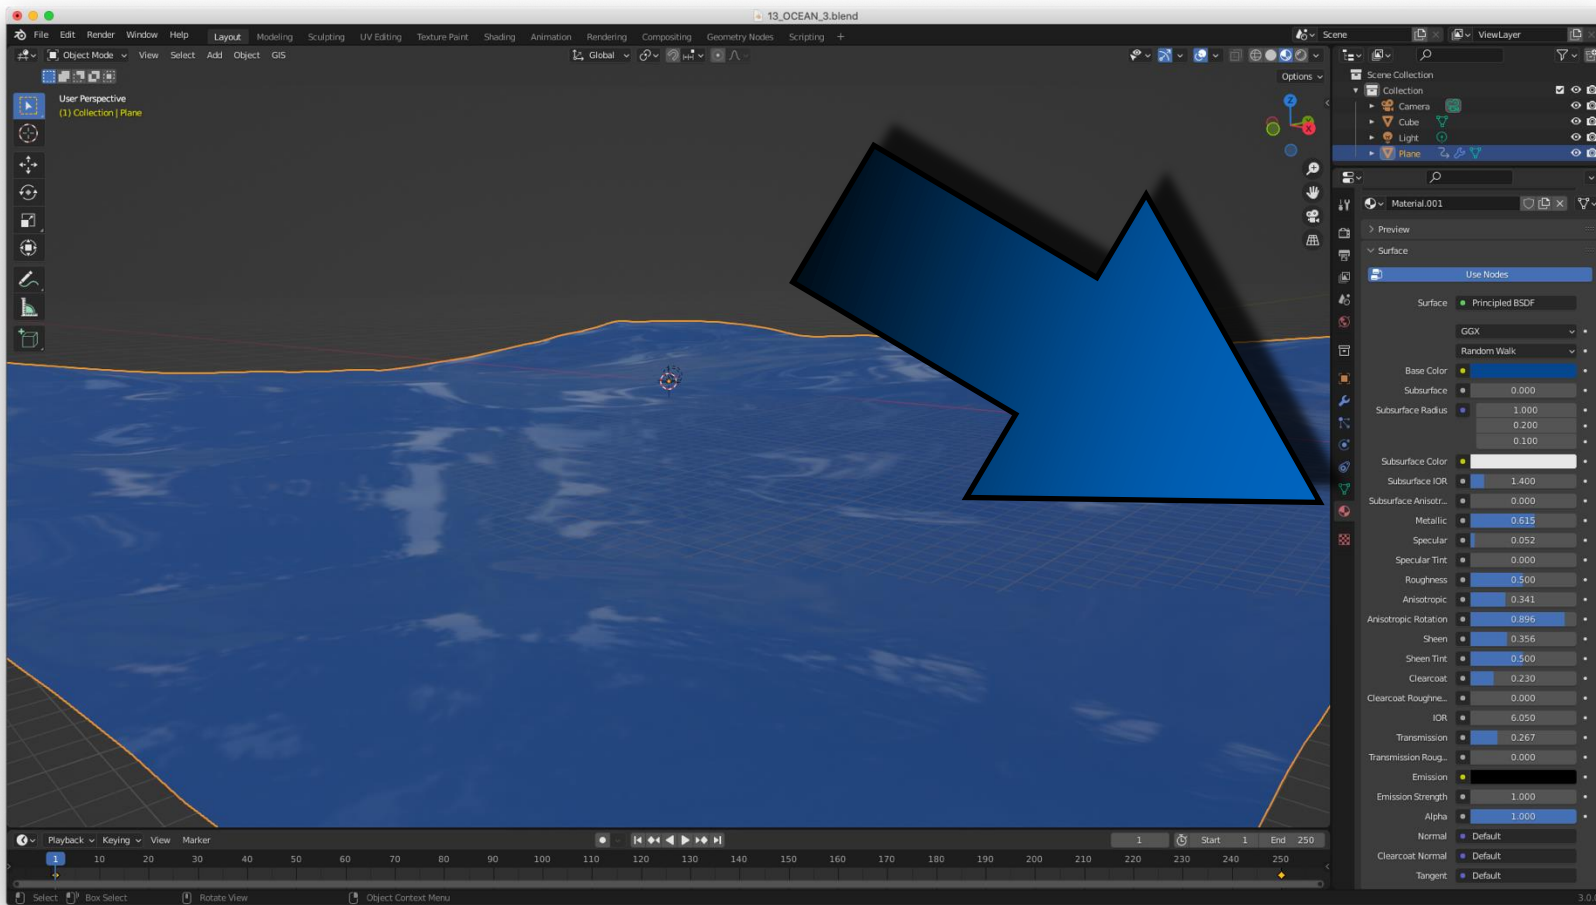 13_OCEAN_3.blend
File Edit Render Window Help Layout Modeling Sculpting UV Editing Texture Paint Shading Animation Rendering Compositing Geometry Nodes Scripting + Scene ViewLayer
Object Mode View Select Add Object GIS Global
Options
User Perspective
(1) Collection | Plane
Z
X
Scene Collection
Collection
Camera
Cube
Light
Plane
Material.001
Preview
Surface
Use Nodes
Surface Principled BSDF
GGX
Random Walk
Base Color
Subsurface 0.000
Subsurface Radius 1.000
0.200
0.100
Subsurface Color
Subsurface IOR 1.400
Subsurface Anisotr... 0.000
Metallic 0.615
Specular 0.052
Specular Tint 0.000
Roughness 0.500
Anisotropic 0.341
Anisotropic Rotation 0.896
Sheen 0.356
Sheen Tint 0.500
Clearcoat 0.230
Clearcoat Roughne... 0.000
IOR 6.050
Transmission 0.267
Transmission Roug... 0.000
Emission
Emission Strength 1.000
Alpha 1.000
Normal Default
Clearcoat Normal Default
Tangent Default
Playback Keying View Marker 1 Start 1 End 250
1 10 20 30 40 50 60 70 80 90 100 110 120 130 140 150 160 170 180 190 200 210 220 230 240 250
Select Box Select Rotate View Object Context Menu